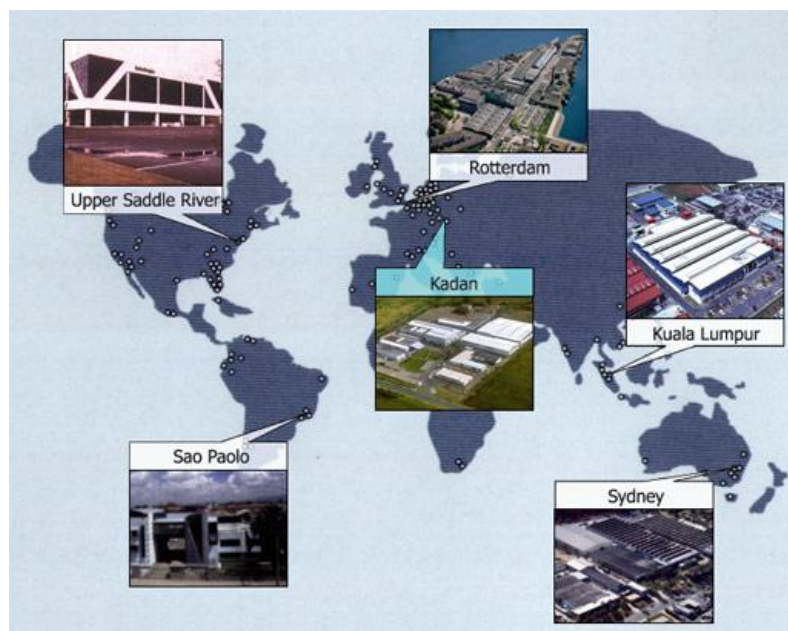 Rotterdam
Upper Saddle River
Kadan
Kuala Lumpur
Sao Paolo
Sydney